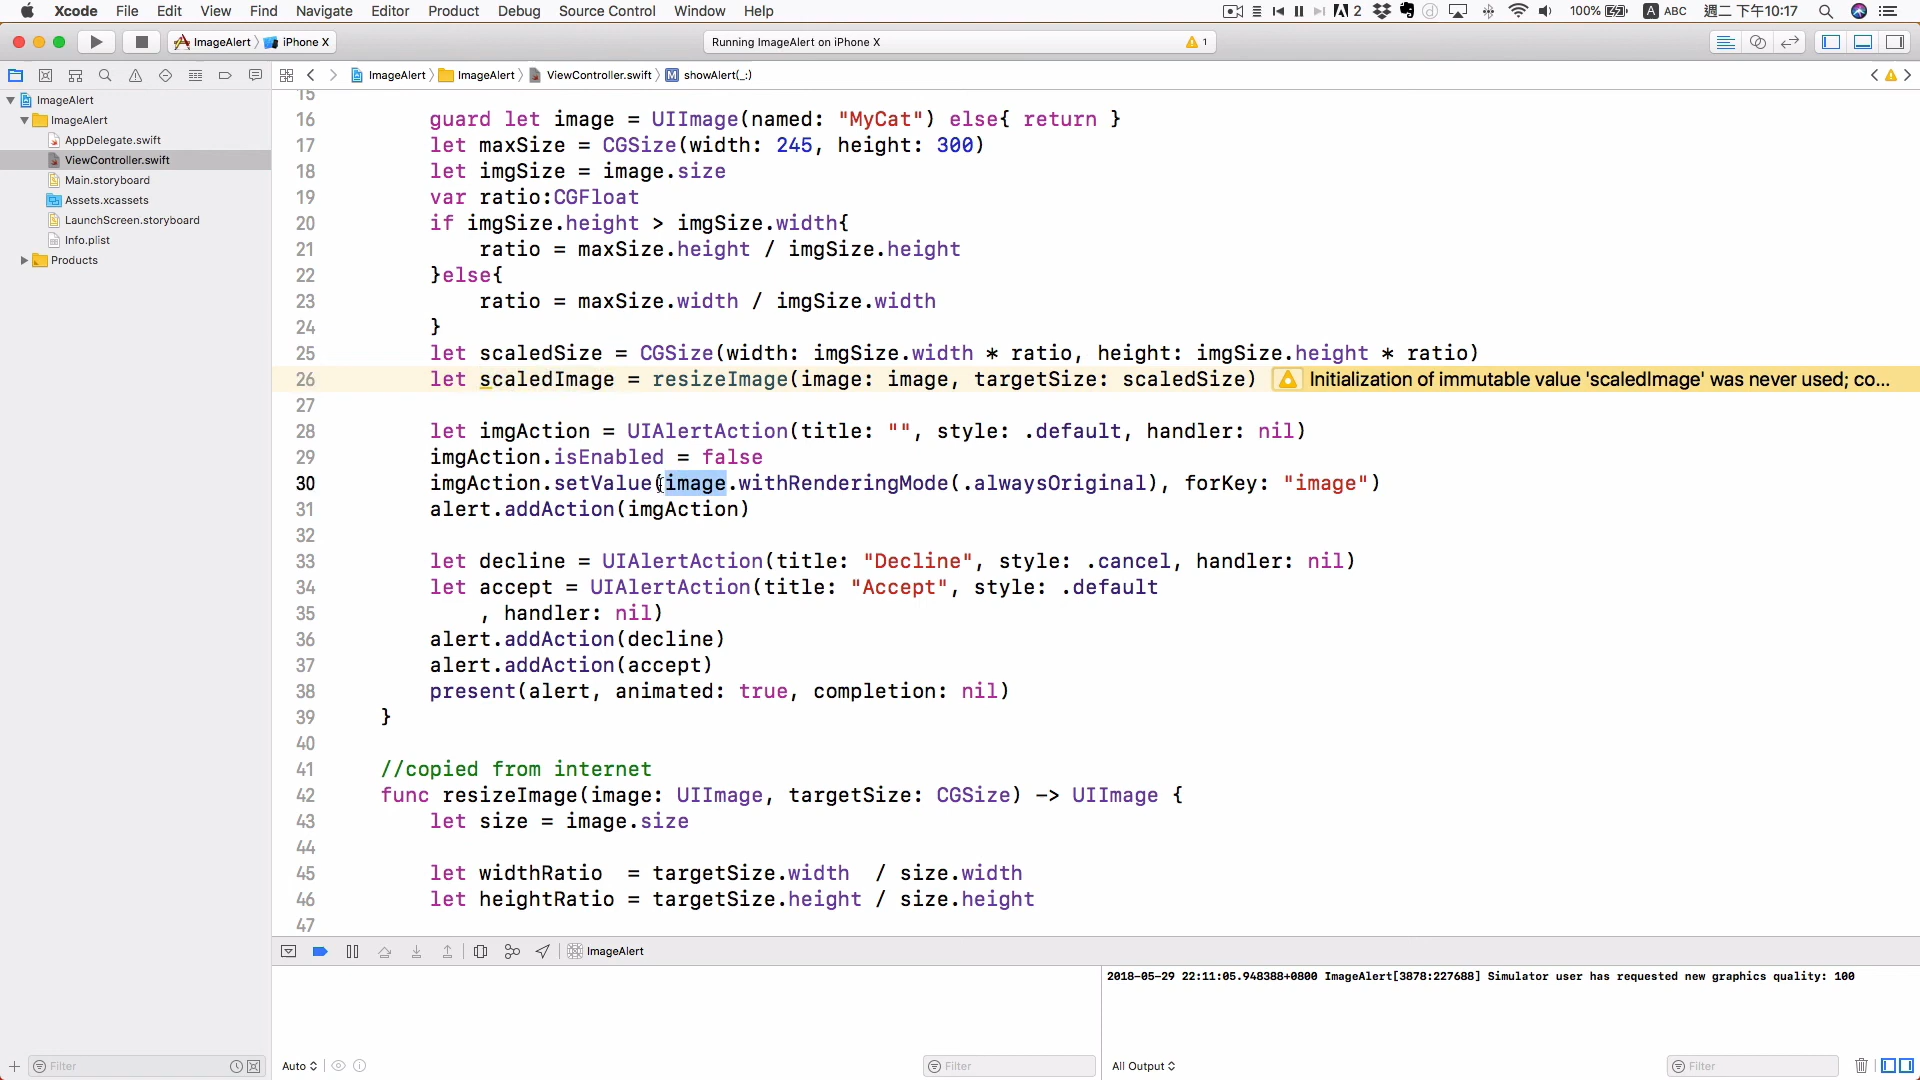 Xcode File Edit View Find Navigate Editor Product Debug Source Control Window Help 2 100% A ABC 週二 下午10:17
ImageAlert iPhone X Running ImageAlert on iPhone X 1
ImageAlert ImageAlert ViewController.swift M showAlert(_:)
ImageAlert
ImageAlert
AppDelegate.swift
ViewController.swift
Main.storyboard
Assets.xcassets
LaunchScreen.storyboard
Info.plist
Products
15
16 guard let image = UIImage(named: "MyCat") else{ return }
17 let maxSize = CGSize(width: 245, height: 300)
18 let imgSize = image.size
19 var ratio:CGFloat
20 if imgSize.height > imgSize.width{
21 ratio = maxSize.height / imgSize.height
22 }else{
23 ratio = maxSize.width / imgSize.width
24 }
25 let scaledSize = CGSize(width: imgSize.width * ratio, height: imgSize.height * ratio)
26 let scaledImage = resizeImage(image: image, targetSize: scaledSize) Initialization of immutable value 'scaledImage' was never used; co...
27
28 let imgAction = UIAlertAction(title: "", style: .default, handler: nil)
29 imgAction.isEnabled = false
30 imgAction.setValue(image.withRenderingMode(.alwaysOriginal), forKey: "image")
31 alert.addAction(imgAction)
32
33 let decline = UIAlertAction(title: "Decline", style: .cancel, handler: nil)
34 let accept = UIAlertAction(title: "Accept", style: .default
35 , handler: nil)
36 alert.addAction(decline)
37 alert.addAction(accept)
38 present(alert, animated: true, completion: nil)
39 }
40
41 //copied from internet
42 func resizeImage(image: UIImage, targetSize: CGSize) -> UIImage {
43 let size = image.size
44
45 let widthRatio  = targetSize.width  / size.width
46 let heightRatio = targetSize.height / size.height
47
ImageAlert
2018-05-29 22:11:05.948388+0800 ImageAlert[3878:227688] Simulator user has requested new graphics quality: 100
Filter Auto Filter All Output Filter